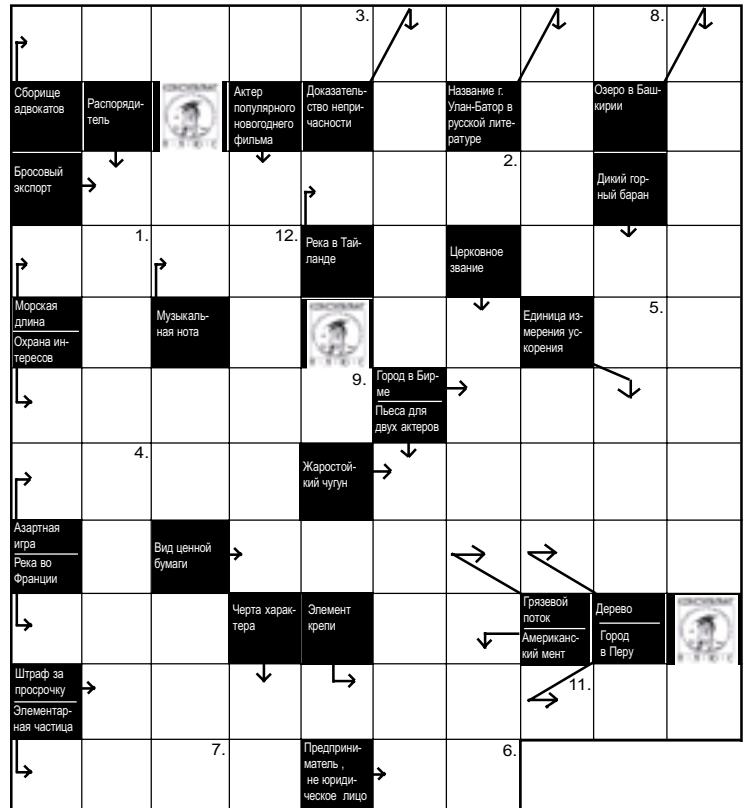 3.
8.
Сборище
адвокатов
Распоряди-
тель
Актер
популярного
новогоднего
фильма
Доказатель-
ство непри-
часности
Название г.
Улан-Батор в
русской лите-
ратуре
Озеро в Баш-
кирии
Бросовый
экспорт
2.
Дикий гор-
ный баран
1.
12.
Река в Тай-
ланде
Церковное
звание
Морская
длина
Охрана ин-
тересов
Музыкаль-
ная нота
Единица из-
мерения ус-
корения
5.
9.
Город в Бир-
ме
Пьеса для
двух актеров
4.
Жаростой-
кий чугун
Азартная
игра
Река во
Франции
Вид ценной
бумаги
Черта харак-
тера
Элемент
крепи
Грязевой
поток
Американс-
кий мент
Дерево
Город
в Перу
Штраф за
просрочку
Элементар-
ная частица
11.
7.
Предприни-
матель ,
не юриди-
ческое лицо
6.